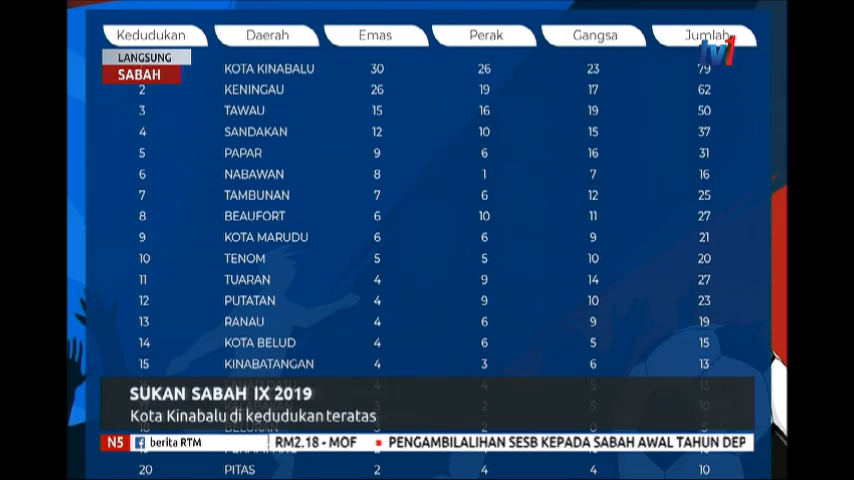 Kedudukan Daerah Emas Perak Gangsa Jumlah
tv1
LANGSUNG
SABAH
KOTA KINABALU 30 26 23 79
2 KENINGAU 26 19 17 62
3 TAWAU 15 16 19 50
4 SANDAKAN 12 10 15 37
5 PAPAR 9 6 16 31
6 NABAWAN 8 1 7 16
7 TAMBUNAN 7 6 12 25
8 BEAUFORT 6 10 11 27
9 KOTA MARUDU 6 6 9 21
10 TENOM 5 5 10 20
11 TUARAN 4 9 14 27
12 PUTATAN 4 9 10 23
13 RANAU 4 6 9 19
14 KOTA BELUD 4 6 5 15
15 KINABATANGAN 4 3 6 13
SUKAN SABAH IX 2019
Kota Kinabalu di kedudukan teratas
N5 berita RTM RM2.18 - MOF PENGAMBILALIHAN SESB KEPADA SABAH AWAL TAHUN DEP
20 PITAS 2 4 4 10